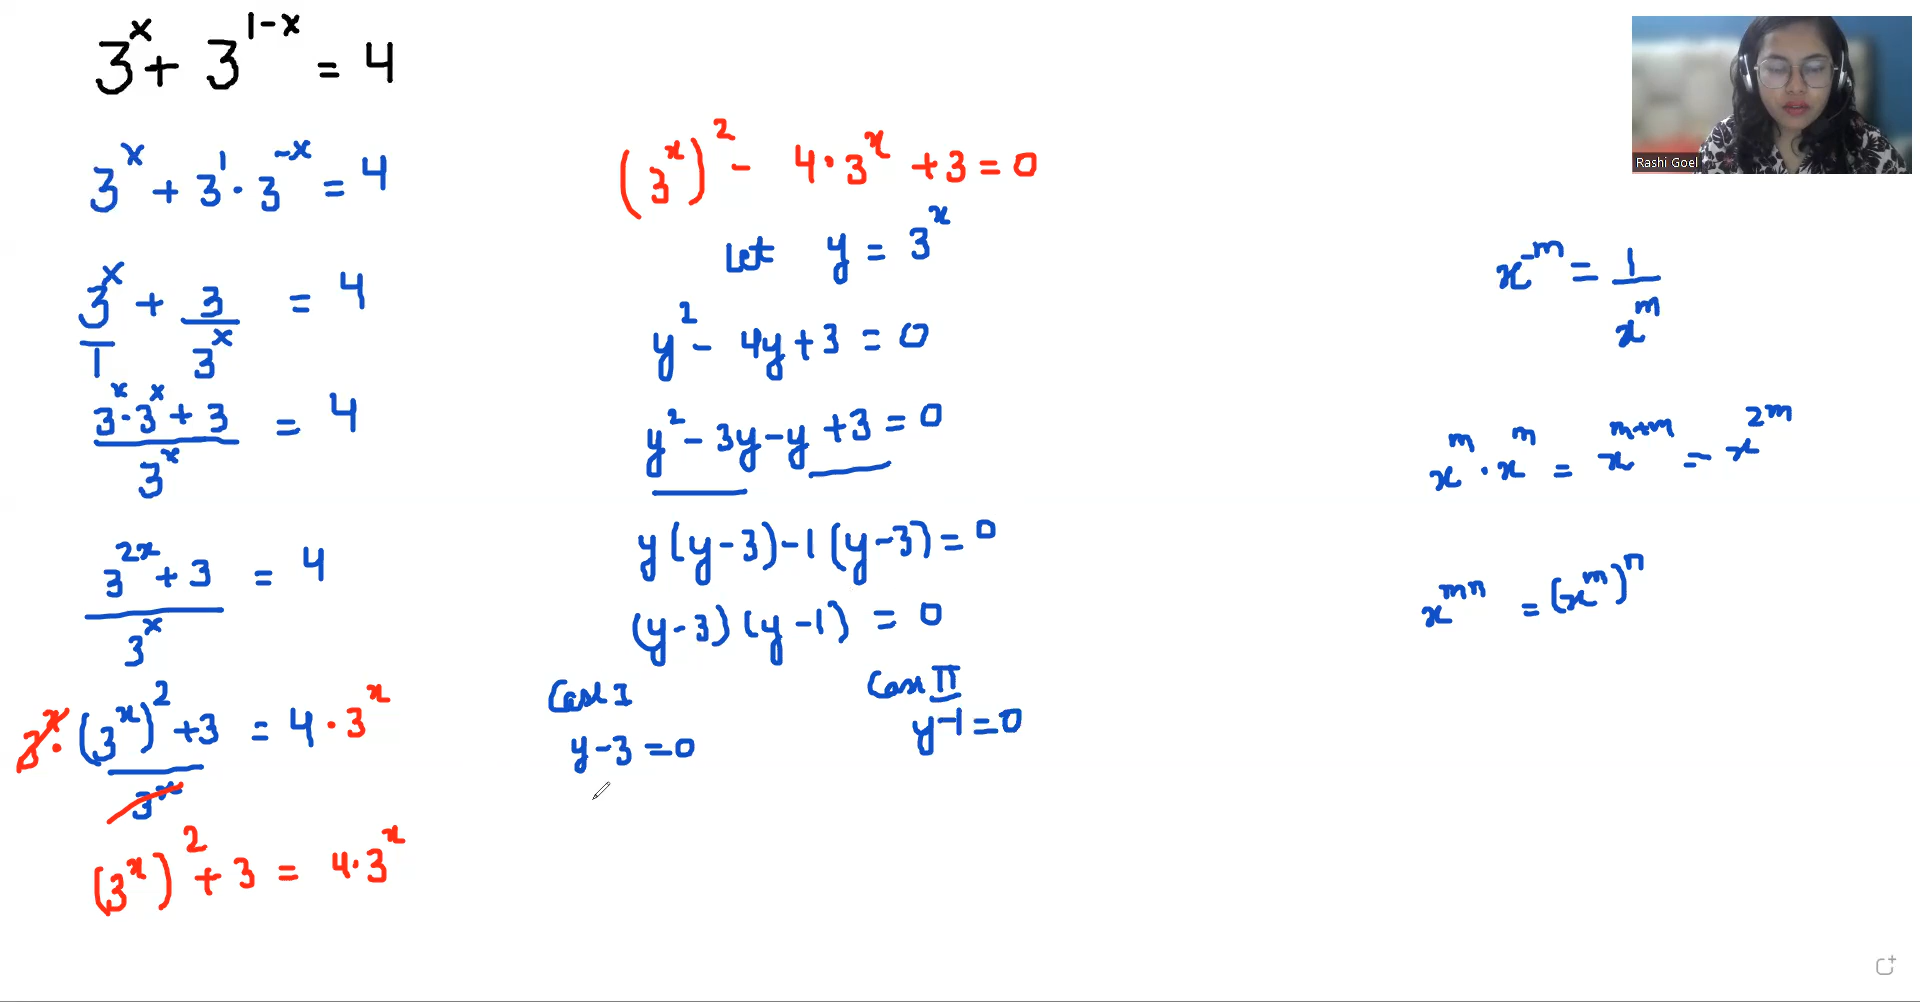 3^x + 3^{1-x} = 4
3^x + 3^1 · 3^{-x} = 4
3^x/1 + 3/3^x = 4
(3^x · 3^x + 3)/3^x = 4
(3^{2x} + 3)/3^x = 4
3^x · ((3^x)^2 + 3)/3^x = 4 · 3^x
(3^x)^2 + 3 = 4 · 3^x
(3^x)^2 - 4 · 3^x + 3 = 0
Let y = 3^x
y^2 - 4y + 3 = 0
y^2 - 3y - y + 3 = 0
y(y-3) - 1(y-3) = 0
(y-3)(y-1) = 0
Case I
y - 3 = 0
Case II
y - 1 = 0
x^{-m} = 1/x^m
x^m · x^m = x^{m+m} = x^{2m}
x^{mn} = (x^m)^n
Rashi Goel